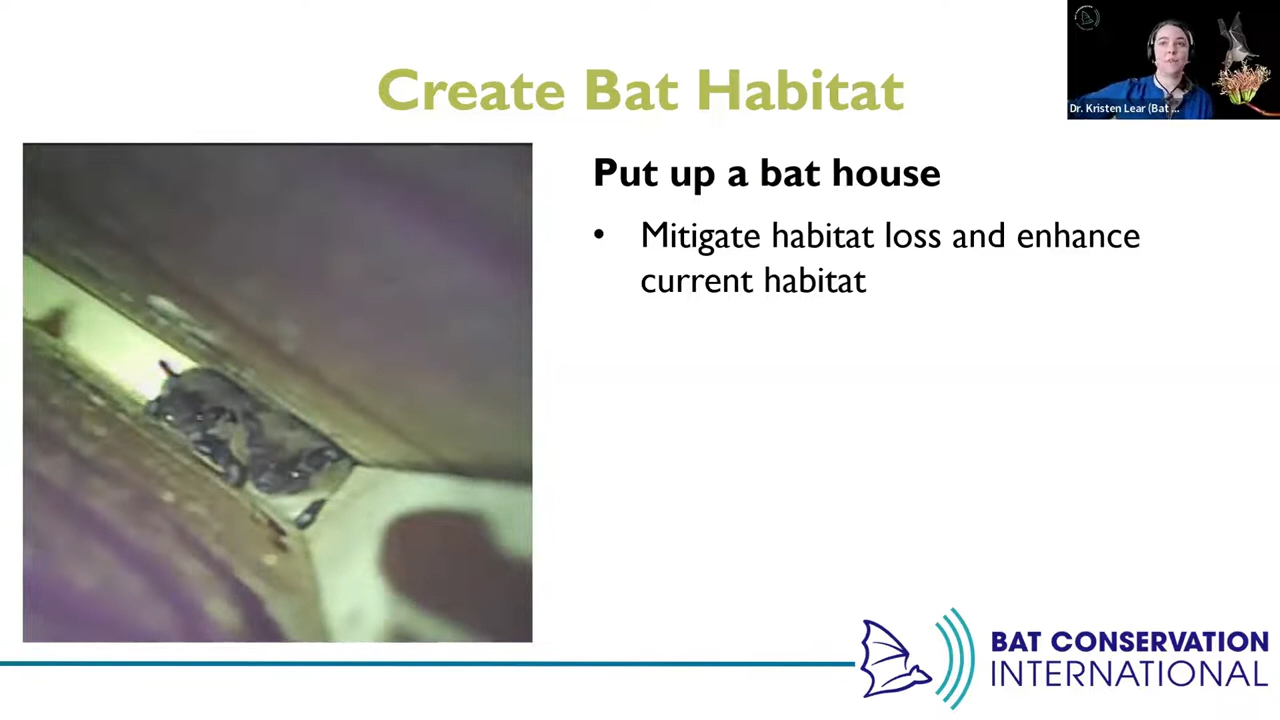 Create Bat Habitat
Dr. Kristen Lear (Bat ...
Put up a bat house
• Mitigate habitat loss and enhance
current habitat
BAT CONSERVATION
INTERNATIONAL